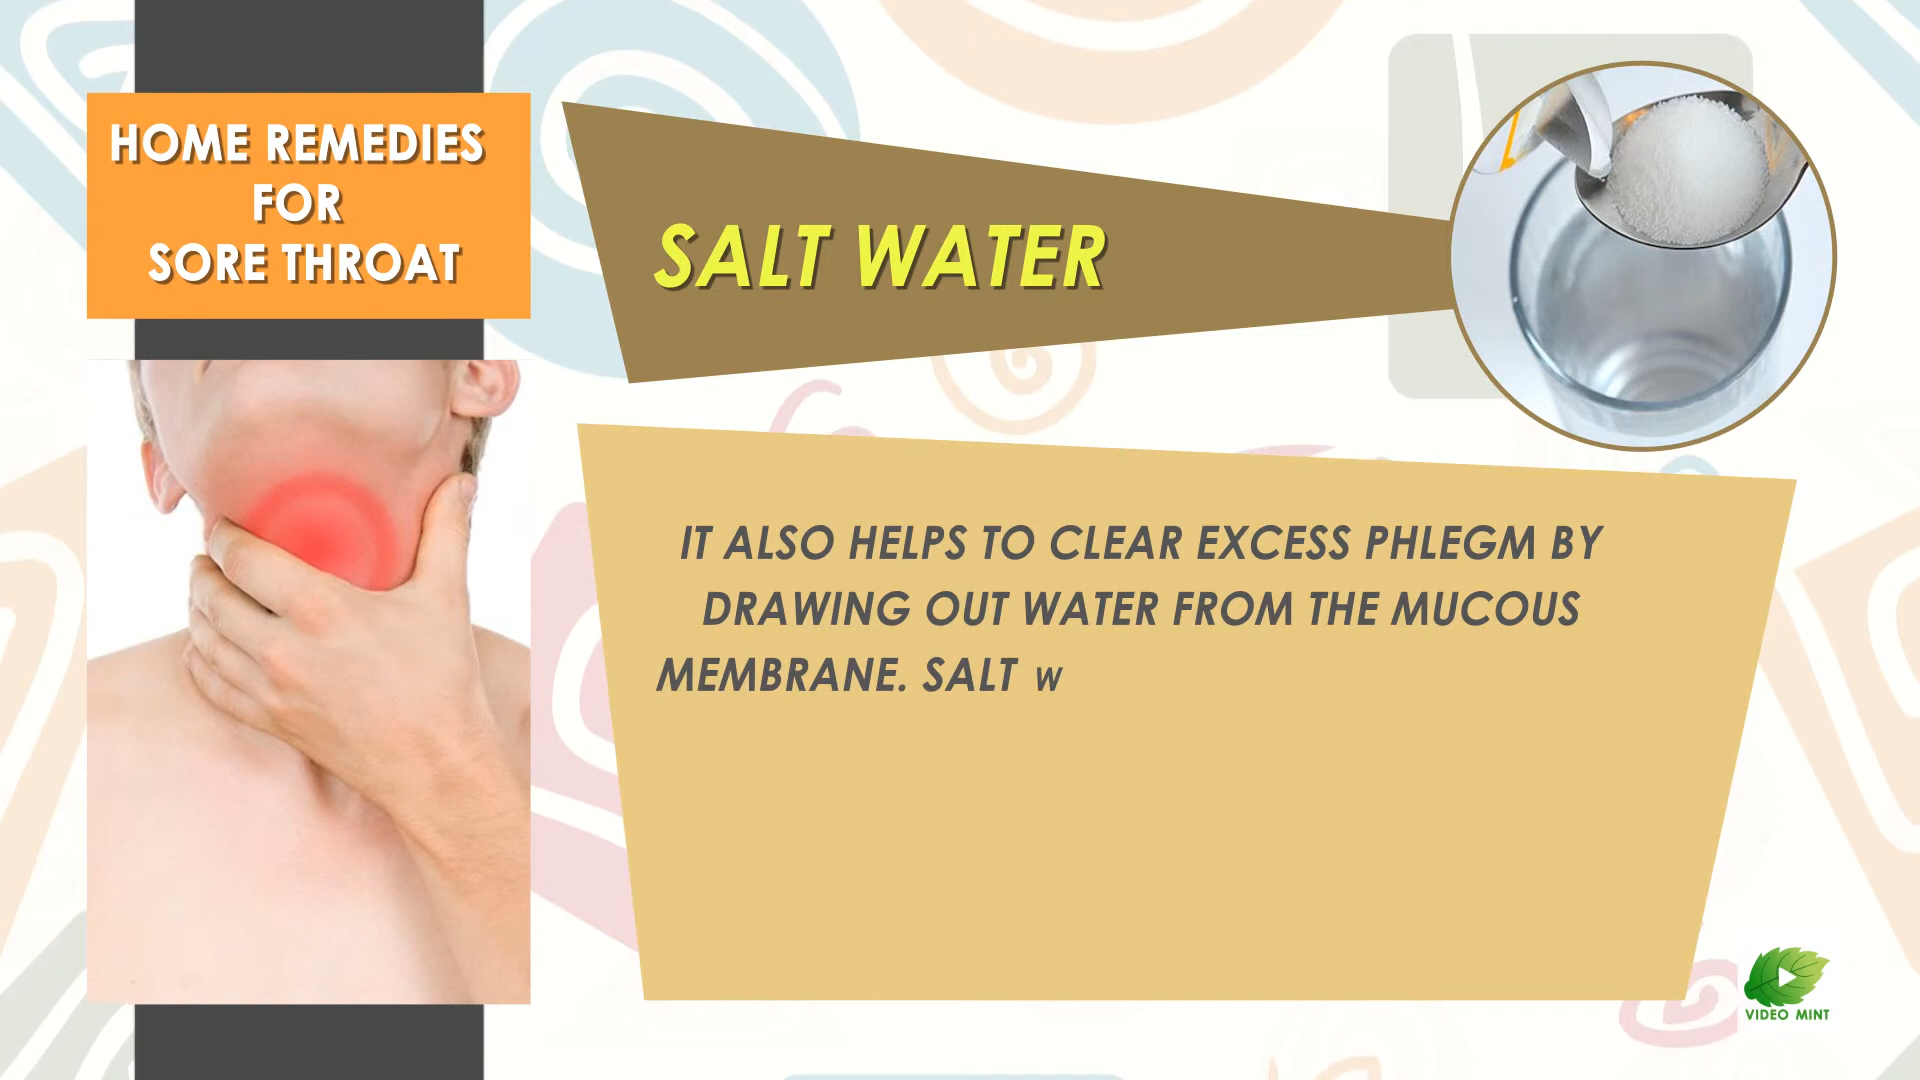 HOME REMEDIES
FOR
SORE THROAT
SALT WATER
IT ALSO HELPS TO CLEAR EXCESS PHLEGM BY
DRAWING OUT WATER FROM THE MUCOUS
MEMBRANE. SALT W
VIDEO MINT